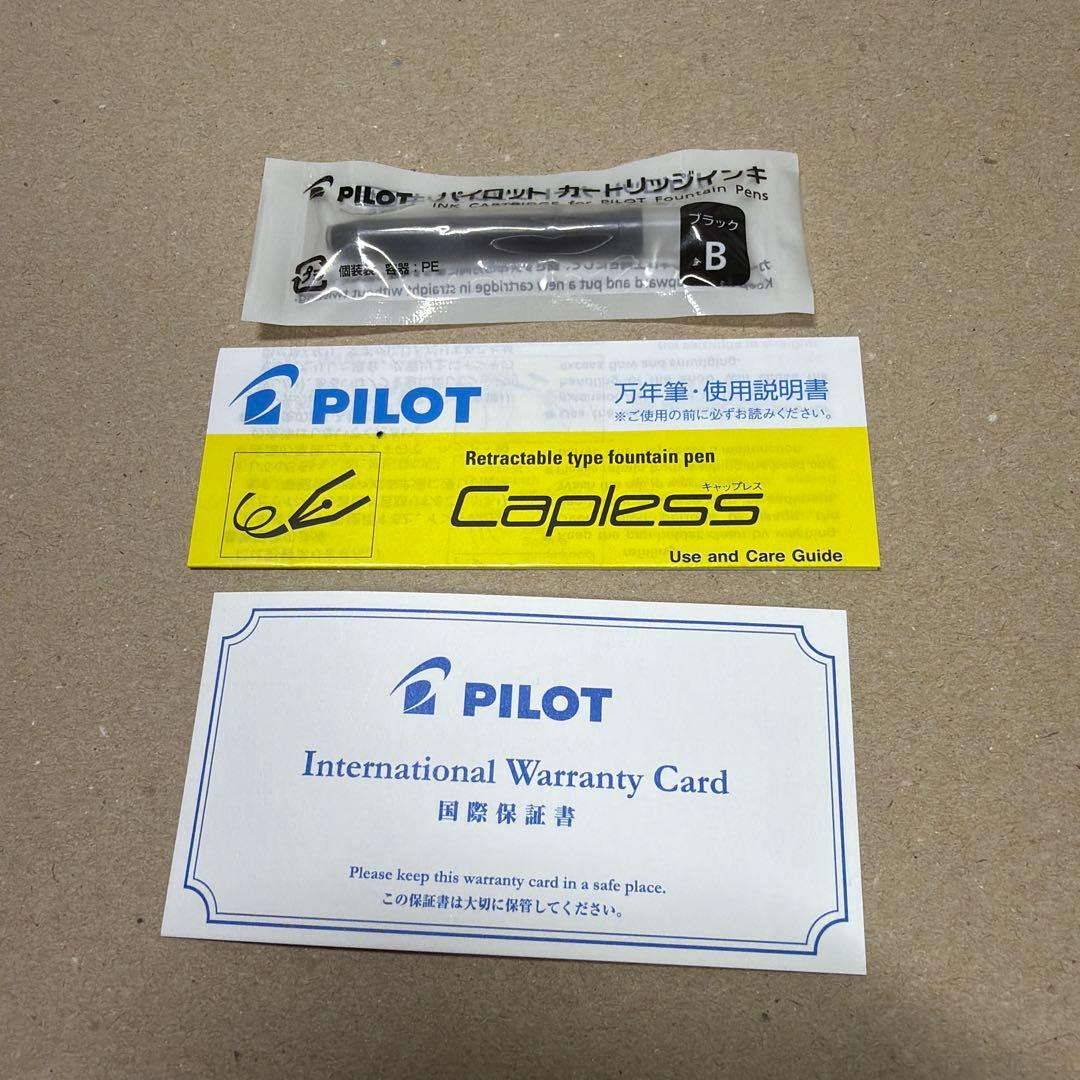 PILOT パイロット カートリッジインキ
INK CARTRIDGE for PILOT Fountain Pens
ブラック
B
プラ
個装袋 容器:PE
PILOT
万年筆・使用説明書
※ご使用の前に必ずお読みください。
Retractable type fountain pen
キャップレス
Capless
Use and Care Guide
PILOT
International Warranty Card
国際保証書
Please keep this warranty card in a safe place.
この保証書は大切に保管してください。